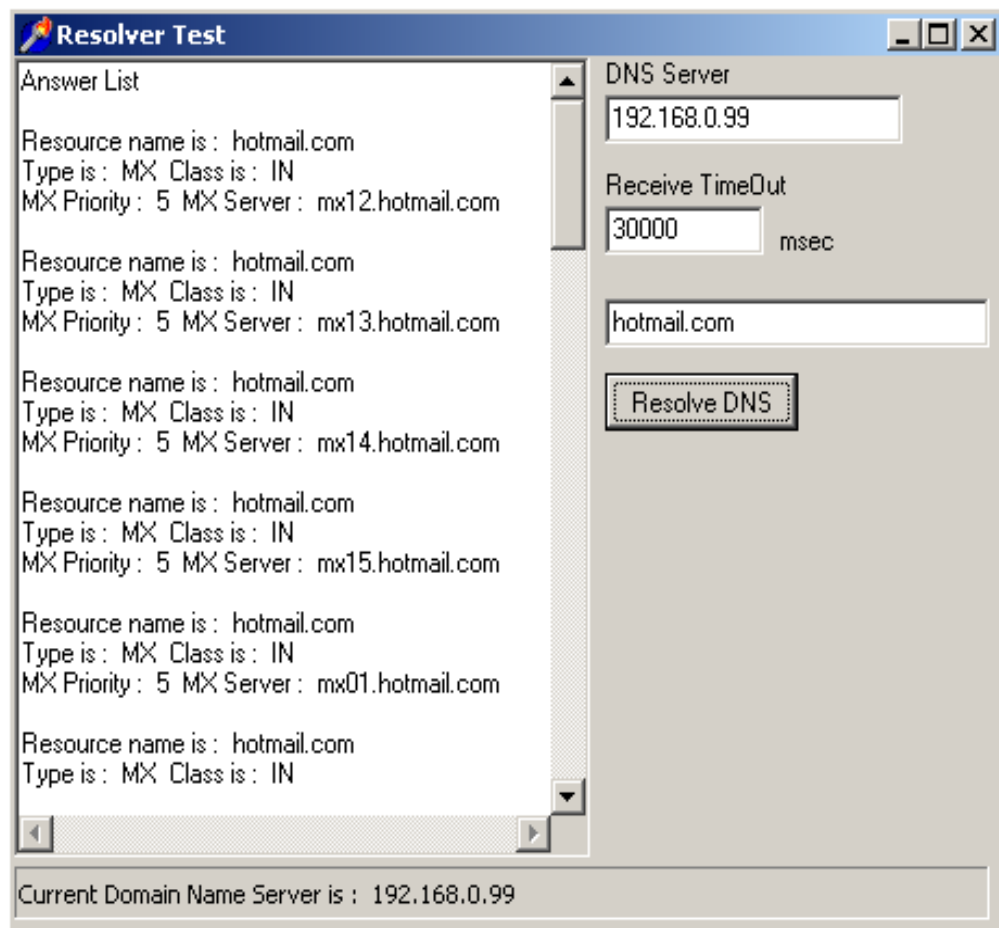 Resolver Test
Answer List
Resource name is : hotmail.com
Type is : MX Class is : IN
MX Priority : 5 MX Server : mx12.hotmail.com
Resource name is : hotmail.com
Type is : MX Class is : IN
MX Priority : 5 MX Server : mx13.hotmail.com
Resource name is : hotmail.com
Type is : MX Class is : IN
MX Priority : 5 MX Server : mx14.hotmail.com
Resource name is : hotmail.com
Type is : MX Class is : IN
MX Priority : 5 MX Server : mx15.hotmail.com
Resource name is : hotmail.com
Type is : MX Class is : IN
MX Priority : 5 MX Server : mx01.hotmail.com
Resource name is : hotmail.com
Type is : MX Class is : IN
DNS Server
192.168.0.99
Receive TimeOut
30000 msec
hotmail.com
Resolve DNS
Current Domain Name Server is : 192.168.0.99